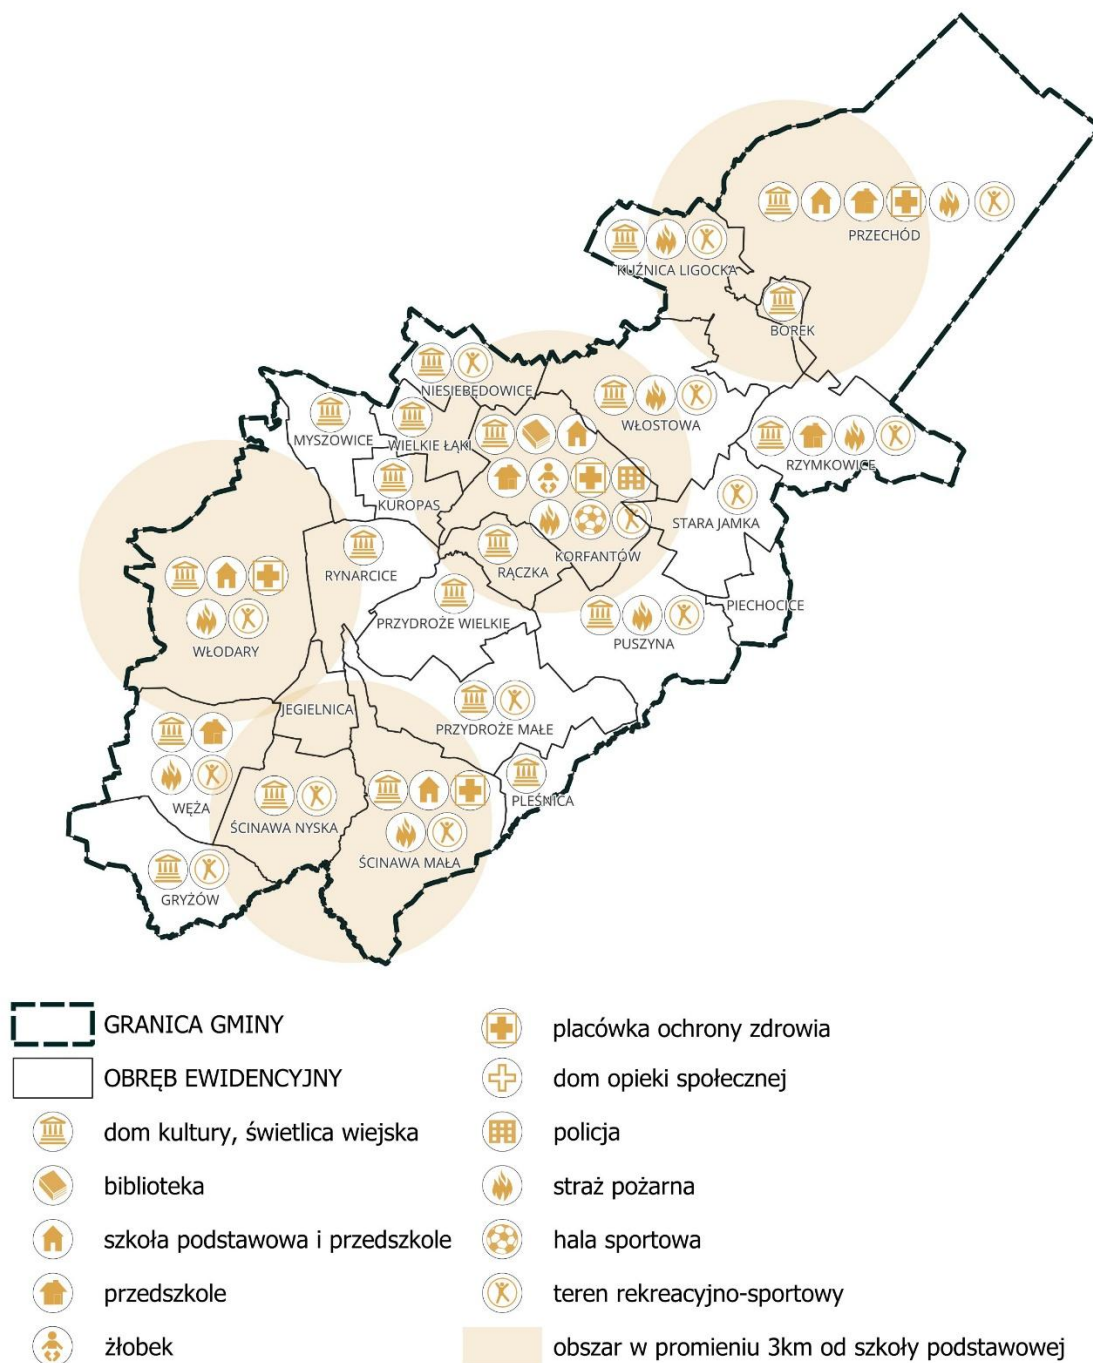 PRZECHÓD
KUŹNICA LIGOCKA
BOREK
NIESIEBĘDOWICE
WŁOSTOWA
MYSZOWICE
WIELKIE ŁĄKI
RZYMKOWICE
KUROPAS
STARA JAMKA
KORFANTÓW
RYNARCICE
RĄCZKA
PIECHOCICE
PRZYDROŻE WIELKIE
PUSZYNA
WŁODARY
JEGIELNICA
PRZYDROŻE MAŁE
PLEŚNICA
WĘŻA
ŚCINAWA NYSKA
ŚCINAWA MAŁA
GRYŻÓW
GRANICA GMINY
OBRĘB EWIDENCYJNY
dom kultury, świetlica wiejska
biblioteka
szkoła podstawowa i przedszkole
przedszkole
żłobek
placówka ochrony zdrowia
dom opieki społecznej
policja
straż pożarna
hala sportowa
teren rekreacyjno-sportowy
obszar w promieniu 3km od szkoły podstawowej